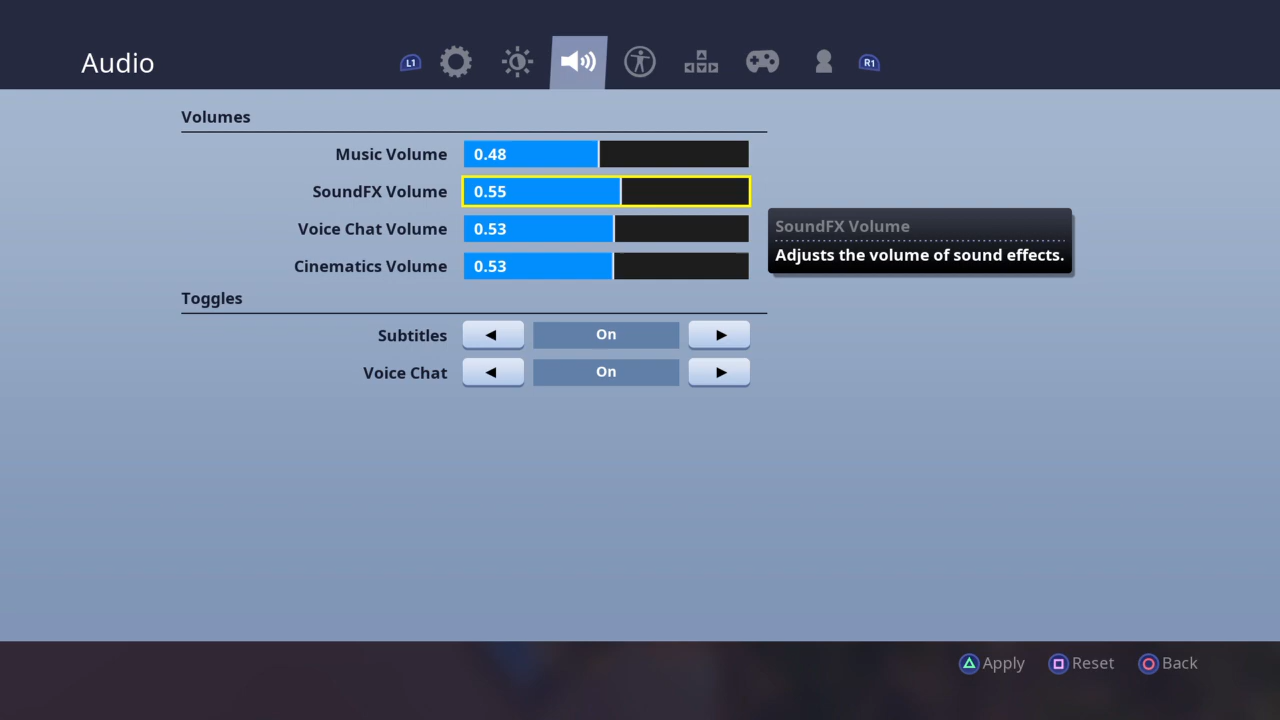 Audio
L1
R1
Volumes
Music Volume 0.48
SoundFX Volume 0.55
Voice Chat Volume 0.53
Cinematics Volume 0.53
SoundFX Volume
Adjusts the volume of sound effects.
Toggles
Subtitles On
Voice Chat On
Apply Reset Back